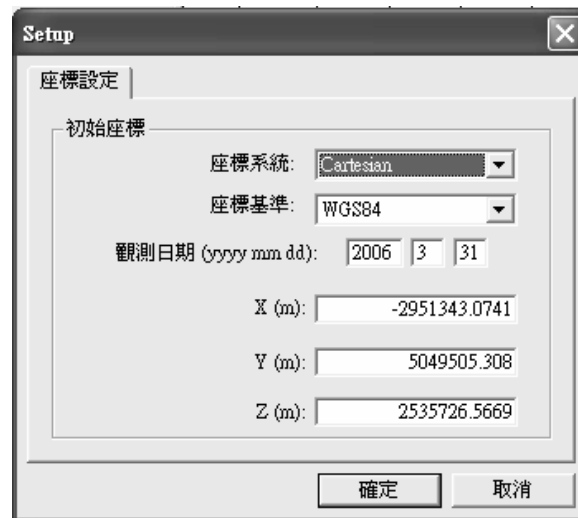 Setup
座標設定
初始座標
座標系統: Cartesian
座標基準: WGS84
觀測日期 (yyyy mm dd): 2006 3 31
X (m): -2951343.0741
Y (m): 5049505.308
Z (m): 2535726.5669
確定 取消